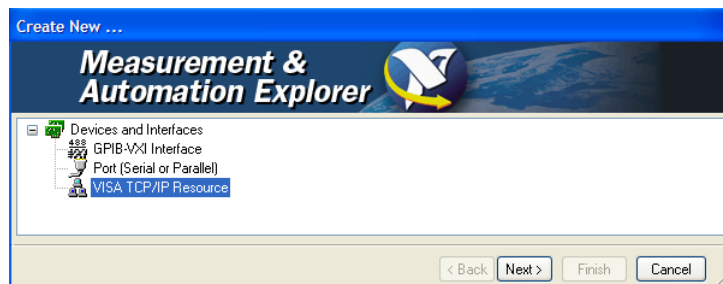 Create New ...
Measurement &
Automation Explorer
Devices and Interfaces
GPIB-VXI Interface
Port (Serial or Parallel)
VISA TCP/IP Resource
< Back Next > Finish Cancel